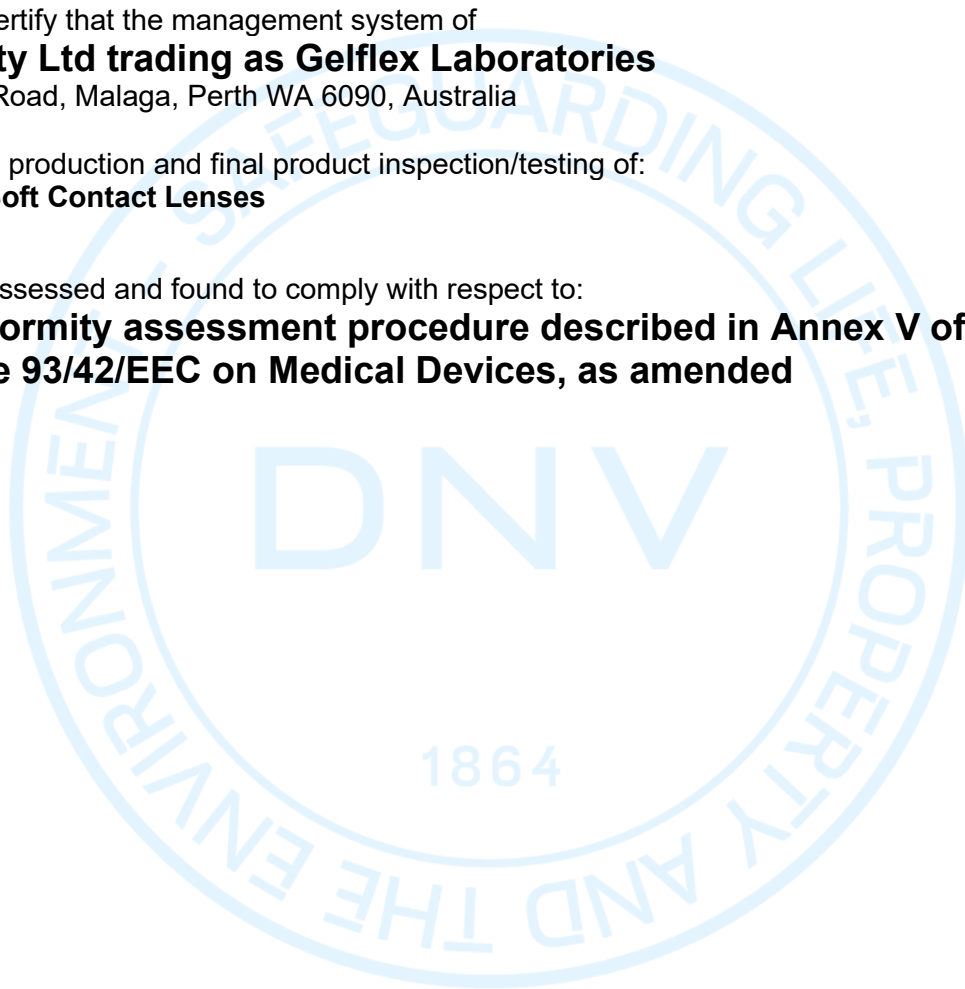 ertify that the management system of
ty Ltd trading as Gelflex Laboratories
Road, Malaga, Perth WA 6090, Australia
production and final product inspection/testing of:
oft Contact Lenses
ssessed and found to comply with respect to:
ormity assessment procedure described in Annex V of
e 93/42/EEC on Medical Devices, as amended
SAFEGUARDING LIFE, PROPERTY AND THE ENVIRONMENT
DNV
1864